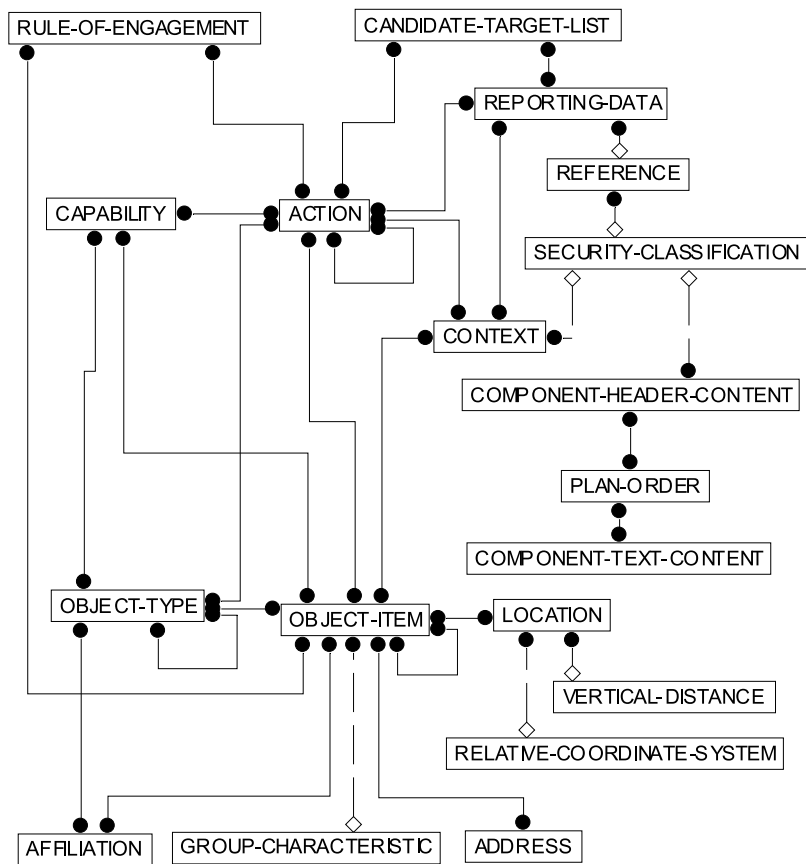 RULE-OF-ENGAGEMENT
CANDIDATE-TARGET-LIST
REPORTING-DATA
REFERENCE
CAPABILITY
ACTION
SECURITY-CLASSIFICATION
CONTEXT
COMPONENT-HEADER-CONTENT
PLAN-ORDER
COMPONENT-TEXT-CONTENT
OBJECT-TYPE
OBJECT-ITEM
LOCATION
VERTICAL-DISTANCE
RELATIVE-COORDINATE-SYSTEM
AFFILIATION
GROUP-CHARACTERISTIC
ADDRESS